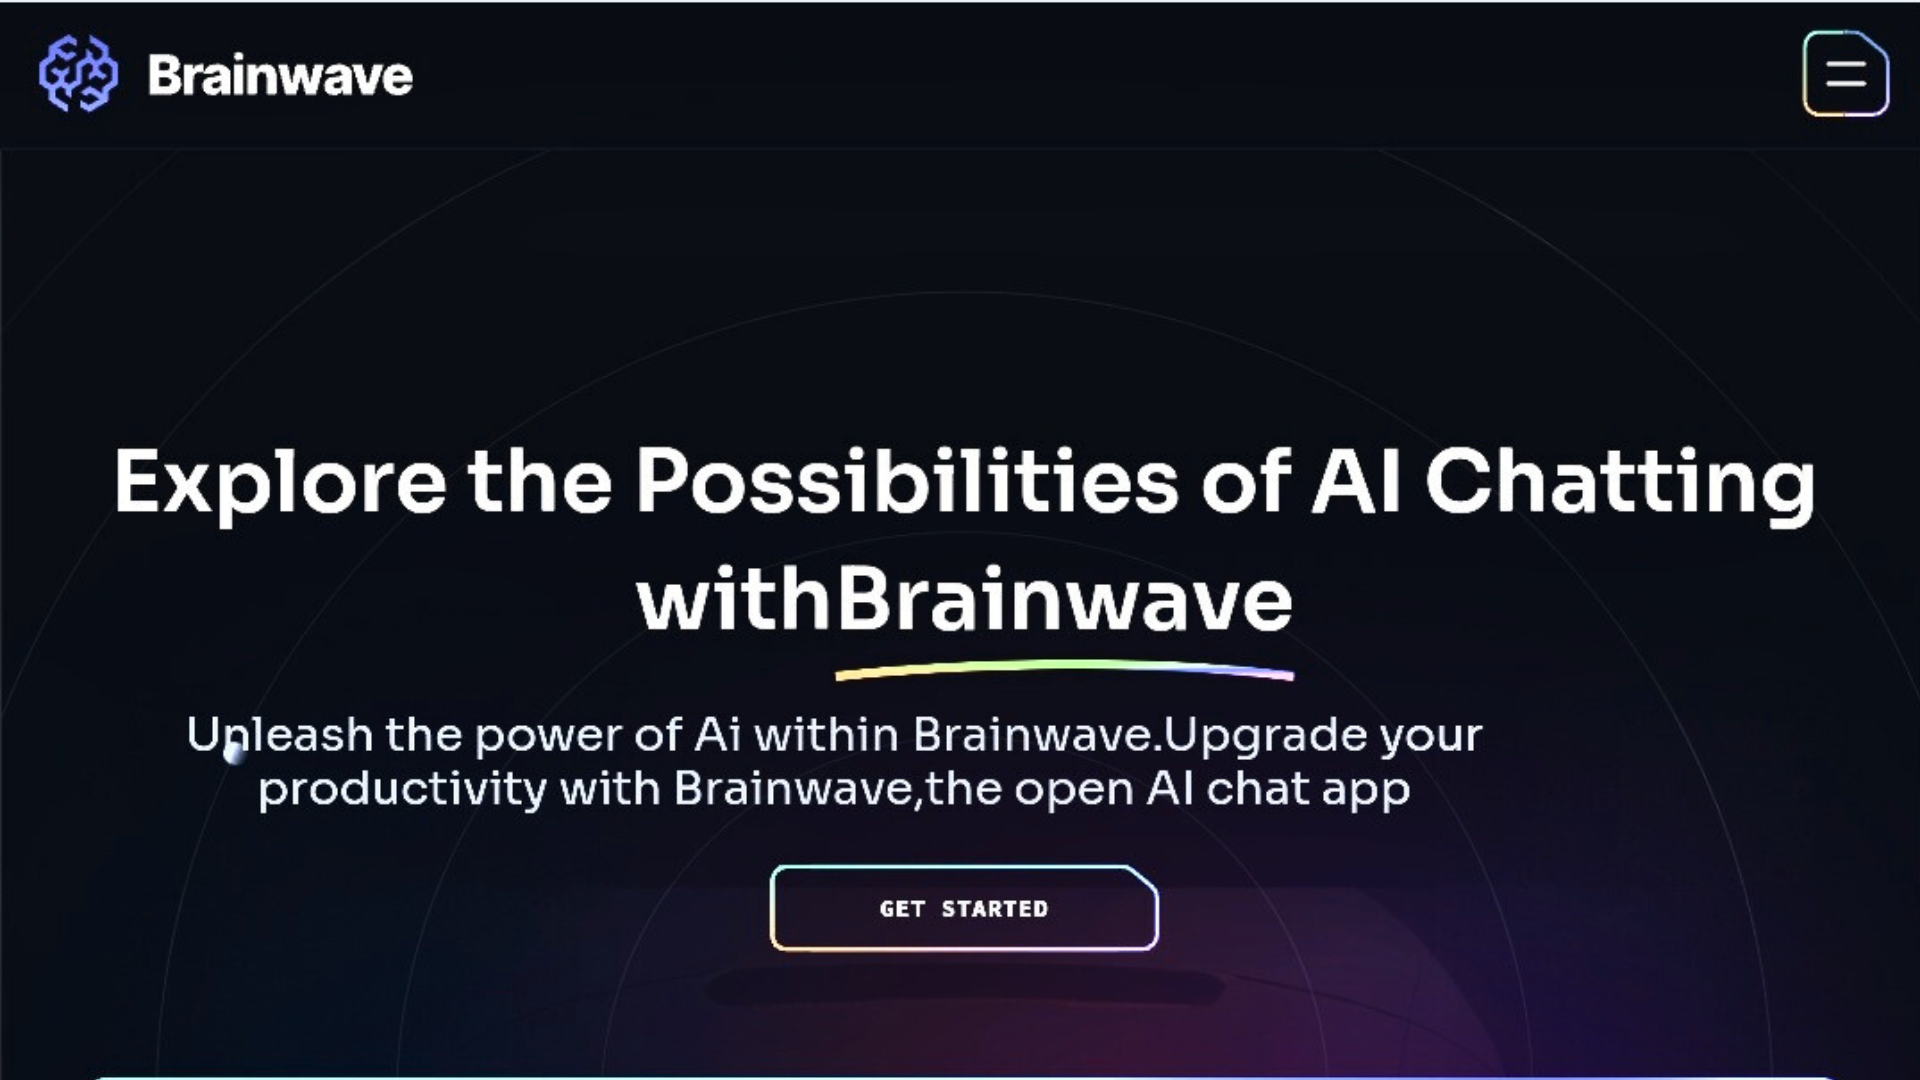 Brainwave
Explore the Possibilities of AI Chatting
withBrainwave
Unleash the power of Ai within Brainwave.Upgrade your
productivity with Brainwave,the open AI chat app
GET STARTED